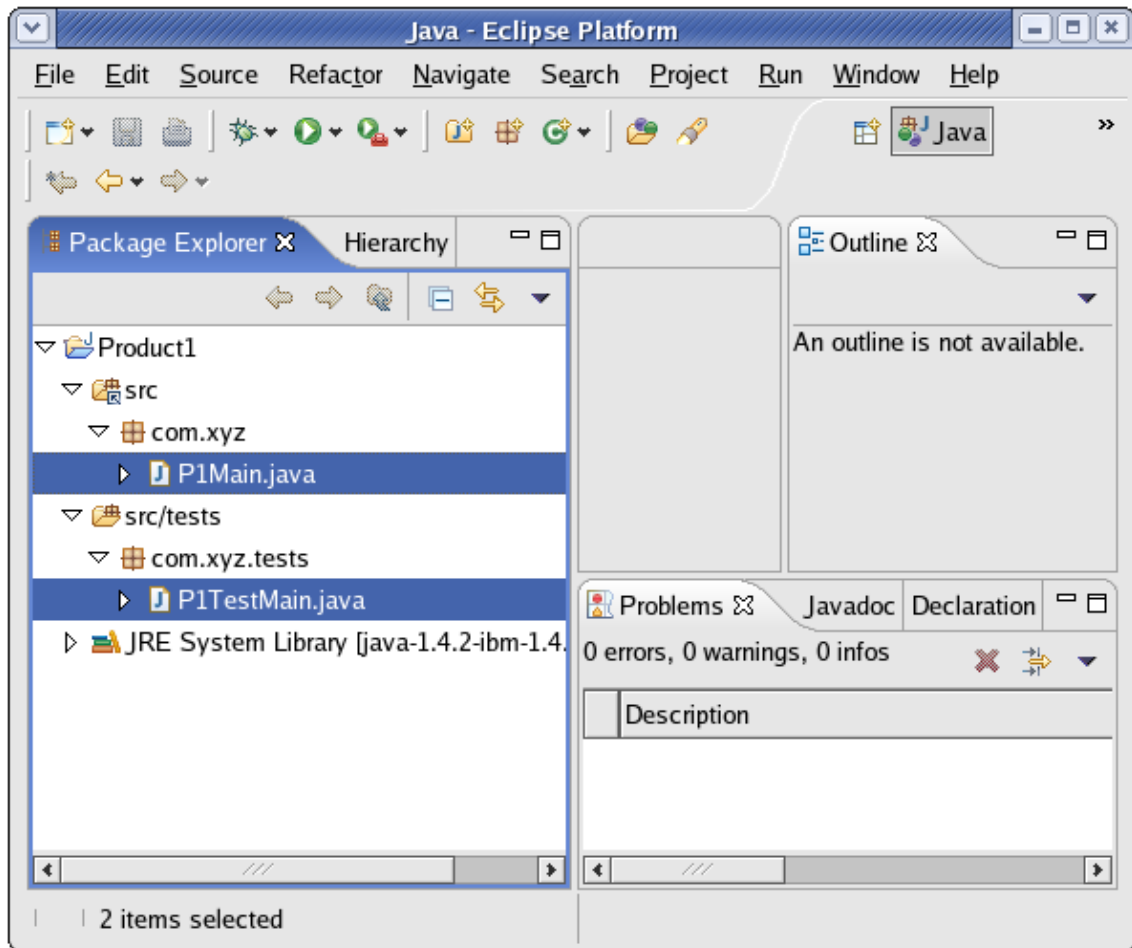 Java - Eclipse Platform
File Edit Source Refactor Navigate Search Project Run Window Help
Java
Package Explorer Hierarchy
Outline
An outline is not available.
Product1
src
com.xyz
P1Main.java
src/tests
com.xyz.tests
P1TestMain.java
JRE System Library [java-1.4.2-ibm-1.4.
Problems Javadoc Declaration
0 errors, 0 warnings, 0 infos
Description
2 items selected